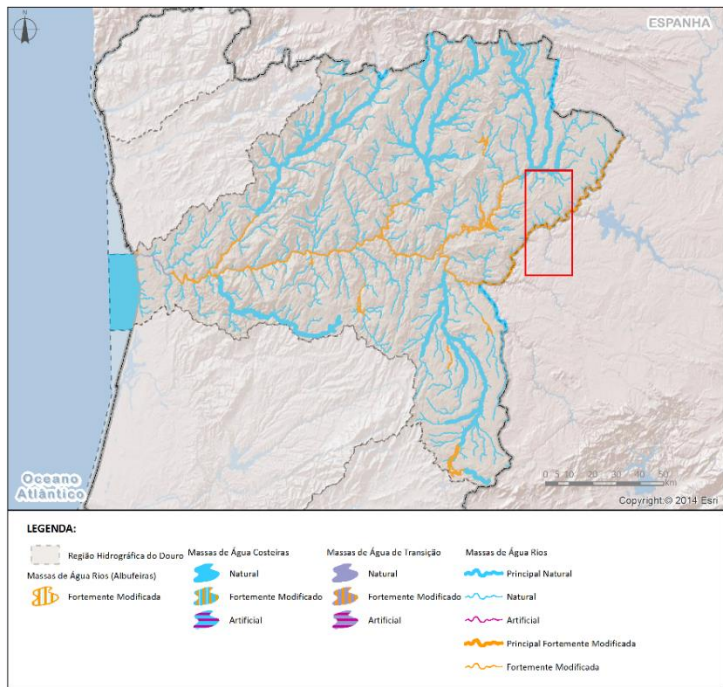 N
ESPANHA
Oceano
Atlântico
0 5 10 20 30 40 50
km
Copyright:© 2014 Esri
LEGENDA:
Região Hidrográfica do Douro
Massas de Água Rios (Albufeiras)
Fortemente Modificada
Massas de Água Costeiras
Natural
Fortemente Modificado
Artificial
Massas de Água de Transição
Natural
Fortemente Modificado
Artificial
Massas de Água Rios
Principal Natural
Natural
Artificial
Principal Fortemente Modificada
Fortemente Modificada